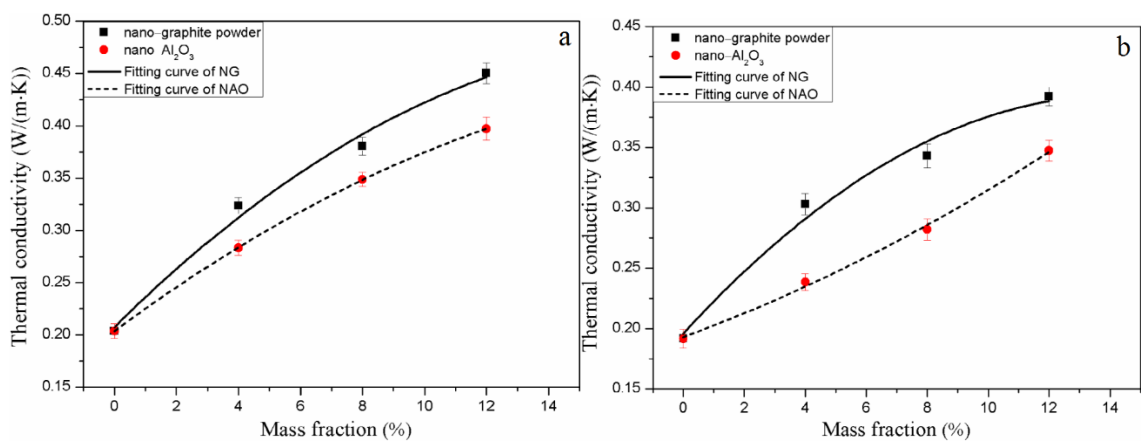 a
nano-graphite powder
nano Al₂O₃
Fitting curve of NG
Fitting curve of NAO
Thermal conductivity (W/(m·K))
0.50
0.45
0.40
0.35
0.30
0.25
0.20
0.15
0 2 4 6 8 10 12 14
Mass fraction (%)
b
nano-graphite powder
nano-Al₂O₃
Fitting curve of NG
Fitting curve of NAO
Thermal conductivity (W/(m·K))
0.45
0.40
0.35
0.30
0.25
0.20
0.15
0 2 4 6 8 10 12 14
Mass fraction (%)